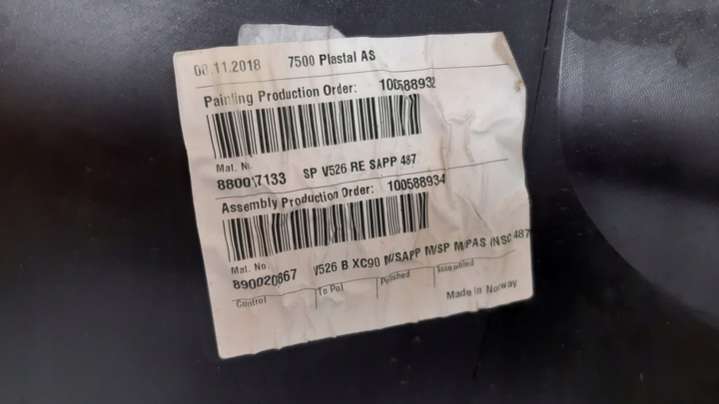 08.11.2018 7500 Plastal AS
Painting Production Order: 100588932
Mat. N
880017133 SP V526 RE SAPP 487
Assembly Production Order: 100588934
Mat. No.
890020867 V526 B XC90 M/SAPP M/SP M/PAS /NSC 487
Control To Pol Polished
Made in Norway